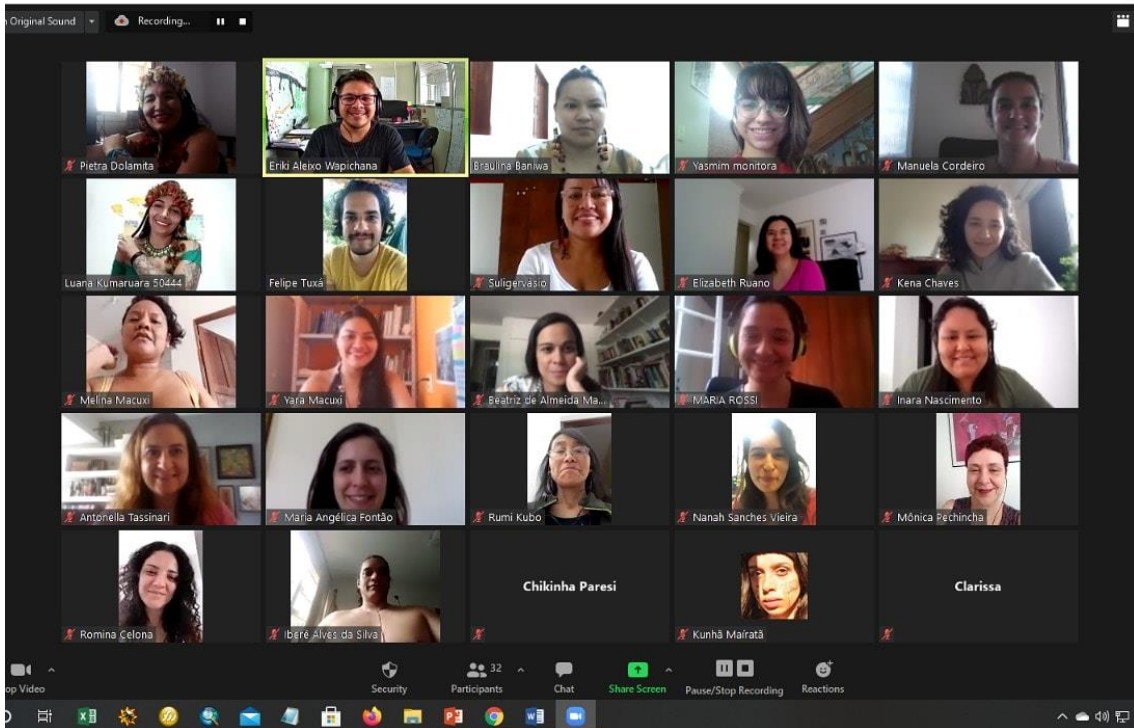 n Original Sound
Recording...
Pietra Dolamita
Eriki Aleixo Wapichana
Braulina Baniwa
Yasmim monitora
Manuela Cordeiro
Luana Kumaruara 50444
Felipe Tuxá
Suligervasio
Elizabeth Ruano
Kena Chaves
Melina Macuxi
Yara Macuxi
Beatriz de Almeida Ma...
MARIA ROSSI
Inara Nascimento
Antonella Tassinari
Maria Angélica Fontão
Rumi Kubo
Nanah Sanches Vieira
Mônica Pechincha
Romina Celona
Iberê Alves da Silva
Chikinha Paresi
Kunhã Maíratã
Clarissa
op Video
Security
32
Participants
Chat
Share Screen
Pause/Stop Recording
Reactions